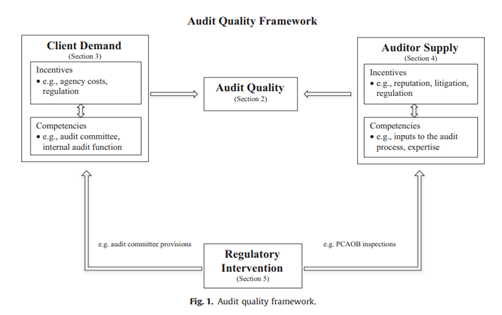 Audit Quality Framework
Client Demand
(Section 3)
Incentives
• e.g., agency costs,
regulation
Competencies
• e.g., audit committee,
internal audit function
Audit Quality
(Section 2)
Auditor Supply
(Section 4)
Incentives
• e.g., reputation, litigation,
regulation
Competencies
• e.g., inputs to the audit
process, expertise
e.g. audit committee provisions
Regulatory
Intervention
(Section 5)
e.g. PCAOB inspections
Fig. 1. Audit quality framework.